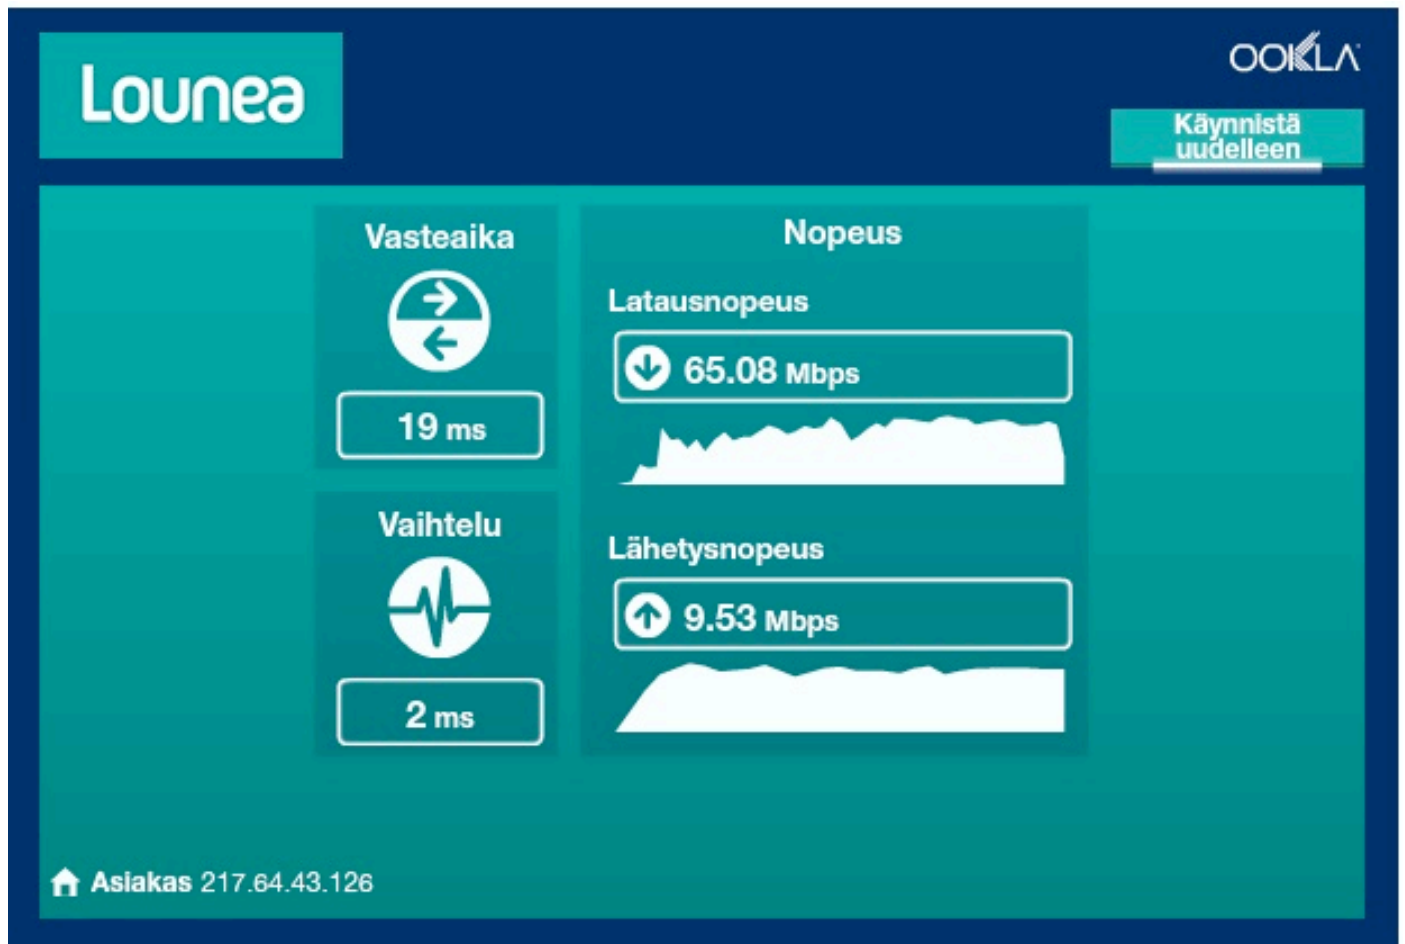 Lounea
OOKLA
Käynnistä
uudelleen
Vasteaika
19 ms
Vaihtelu
2 ms
Nopeus
Latausnopeus
65.08 Mbps
Lähetysnopeus
9.53 Mbps
Asiakas 217.64.43.126